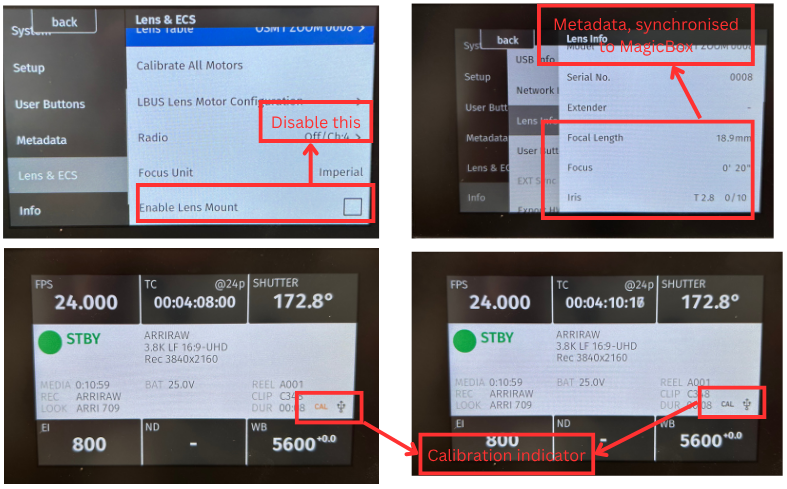 back
Lens & ECS
System
Lens Table
OSMT ZOOM 0008 >
Setup
Calibrate All Motors
User Buttons
LBUS Lens Motor Configuration >
Disable this
Metadata
Radio
Off/Ch:4 >
Lens & ECS
Focus Unit
Imperial
Info
Enable Lens Mount
Metadata, synchronised
to MagicBox
back
Lens Info
Sys
USB Info
Model
ZOOM 0008
Setup
Network I
Serial No.
0008
User Butt
Lens Info
Extender
-
Metadata
User Butt
Focal Length
18.9mm
Lens & EC
EXT Sync
Focus
0' 20"
Info
Export H
Iris
T 2.8 0/10
FPS
24.000
TC @24p
00:04:08:00
SHUTTER
172.8°
STBY
ARRIRAW
3.8K LF 16:9-UHD
Rec 3840x2160
MEDIA 0:10:59
BAT 25.0V
REEL A001
REC ARRIRAW
CLIP C348
LOOK ARRI 709
DUR 00:08
CAL
EI
800
ND
-
WB
5600+0.0
FPS
24.000
TC @24p
00:04:10:16
SHUTTER
172.8°
STBY
ARRIRAW
3.8K LF 16:9-UHD
Rec 3840x2160
MEDIA 0:10:59
BAT 25.0V
REEL A001
REC ARRIRAW
CLIP C348
LOOK ARRI 709
DUR 00:08
CAL
EI
800
ND
-
WB
5600+0.0
Calibration indicator